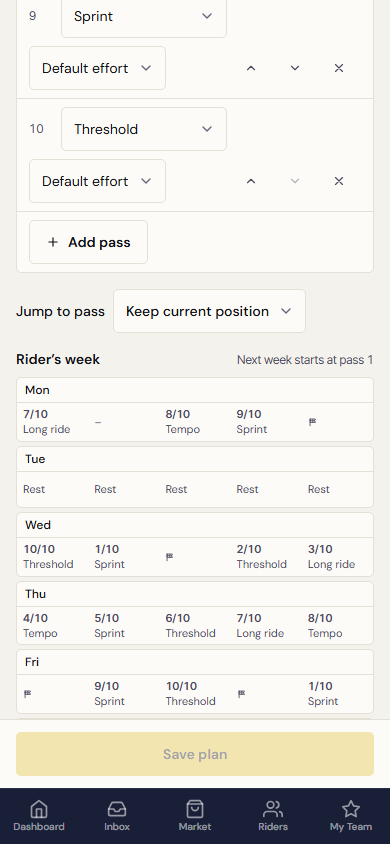 9 Sprint
Default effort
10 Threshold
Default effort
+ Add pass
Jump to pass Keep current position
Rider’s week Next week starts at pass 1
Mon
7/10 – 8/10 9/10
Long ride Tempo Sprint
Tue
Rest Rest Rest Rest Rest
Wed
10/10 1/10 2/10 3/10
Threshold Sprint Threshold Long ride
Thu
4/10 5/10 6/10 7/10 8/10
Tempo Sprint Threshold Long ride Tempo
Fri
9/10 10/10 1/10
Sprint Threshold Sprint
Save plan
Dashboard Inbox Market Riders My Team